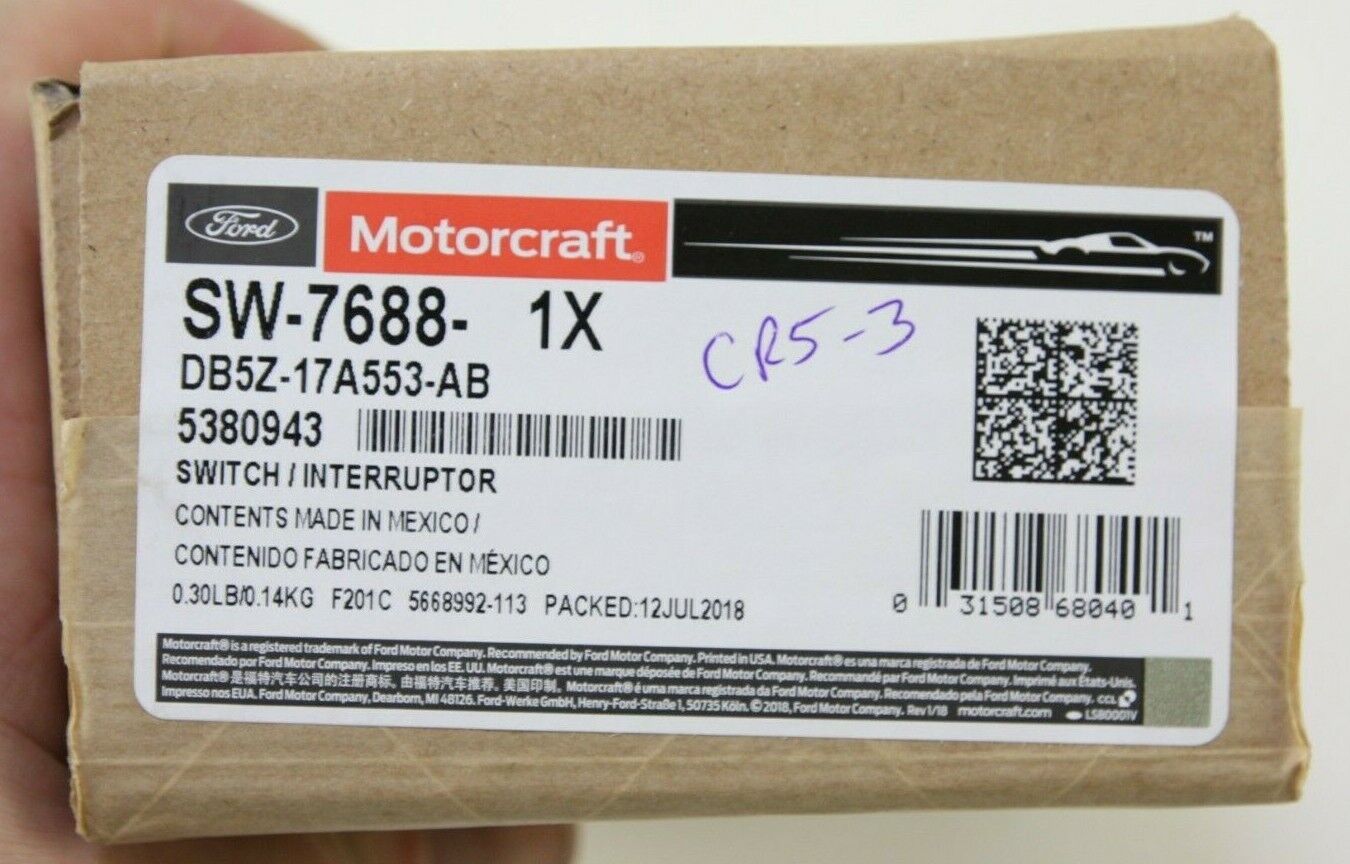 Ford Motorcraft® TM
SW-7688- 1X
CR5-3
DB5Z-17A553-AB
5380943
SWITCH / INTERRUPTOR
CONTENTS MADE IN MEXICO /
CONTENIDO FABRICADO EN MÉXICO
0.30LB/0.14KG F201C 5668992-113 PACKED:12JUL2018
0 31508 68040 1
Motorcraft® is a registered trademark of Ford Motor Company. Recommended by Ford Motor Company. Printed in USA. Motorcraft® es una marca registrada de Ford Motor Company.
Recomendado por Ford Motor Company. Impreso en los EE. UU. Motorcraft® est une marque déposée de Ford Motor Company. Recommandé par Ford Motor Company. Imprimé aux États-Unis.
Motorcraft® 是福特汽车公司的注册商标。由福特汽车推荐。美国印制。 Motorcraft® é uma marca registrada de Ford Motor Company. Recomendado pela Ford Motor Company. CCL
Impresso nos EUA. Ford Motor Company, Dearborn, MI 48126. Ford-Werke GmbH, Henry-Ford-Straße 1, 50735 Köln. © 2018, Ford Motor Company. Rev 1/18 motorcraft.com LSB0001V